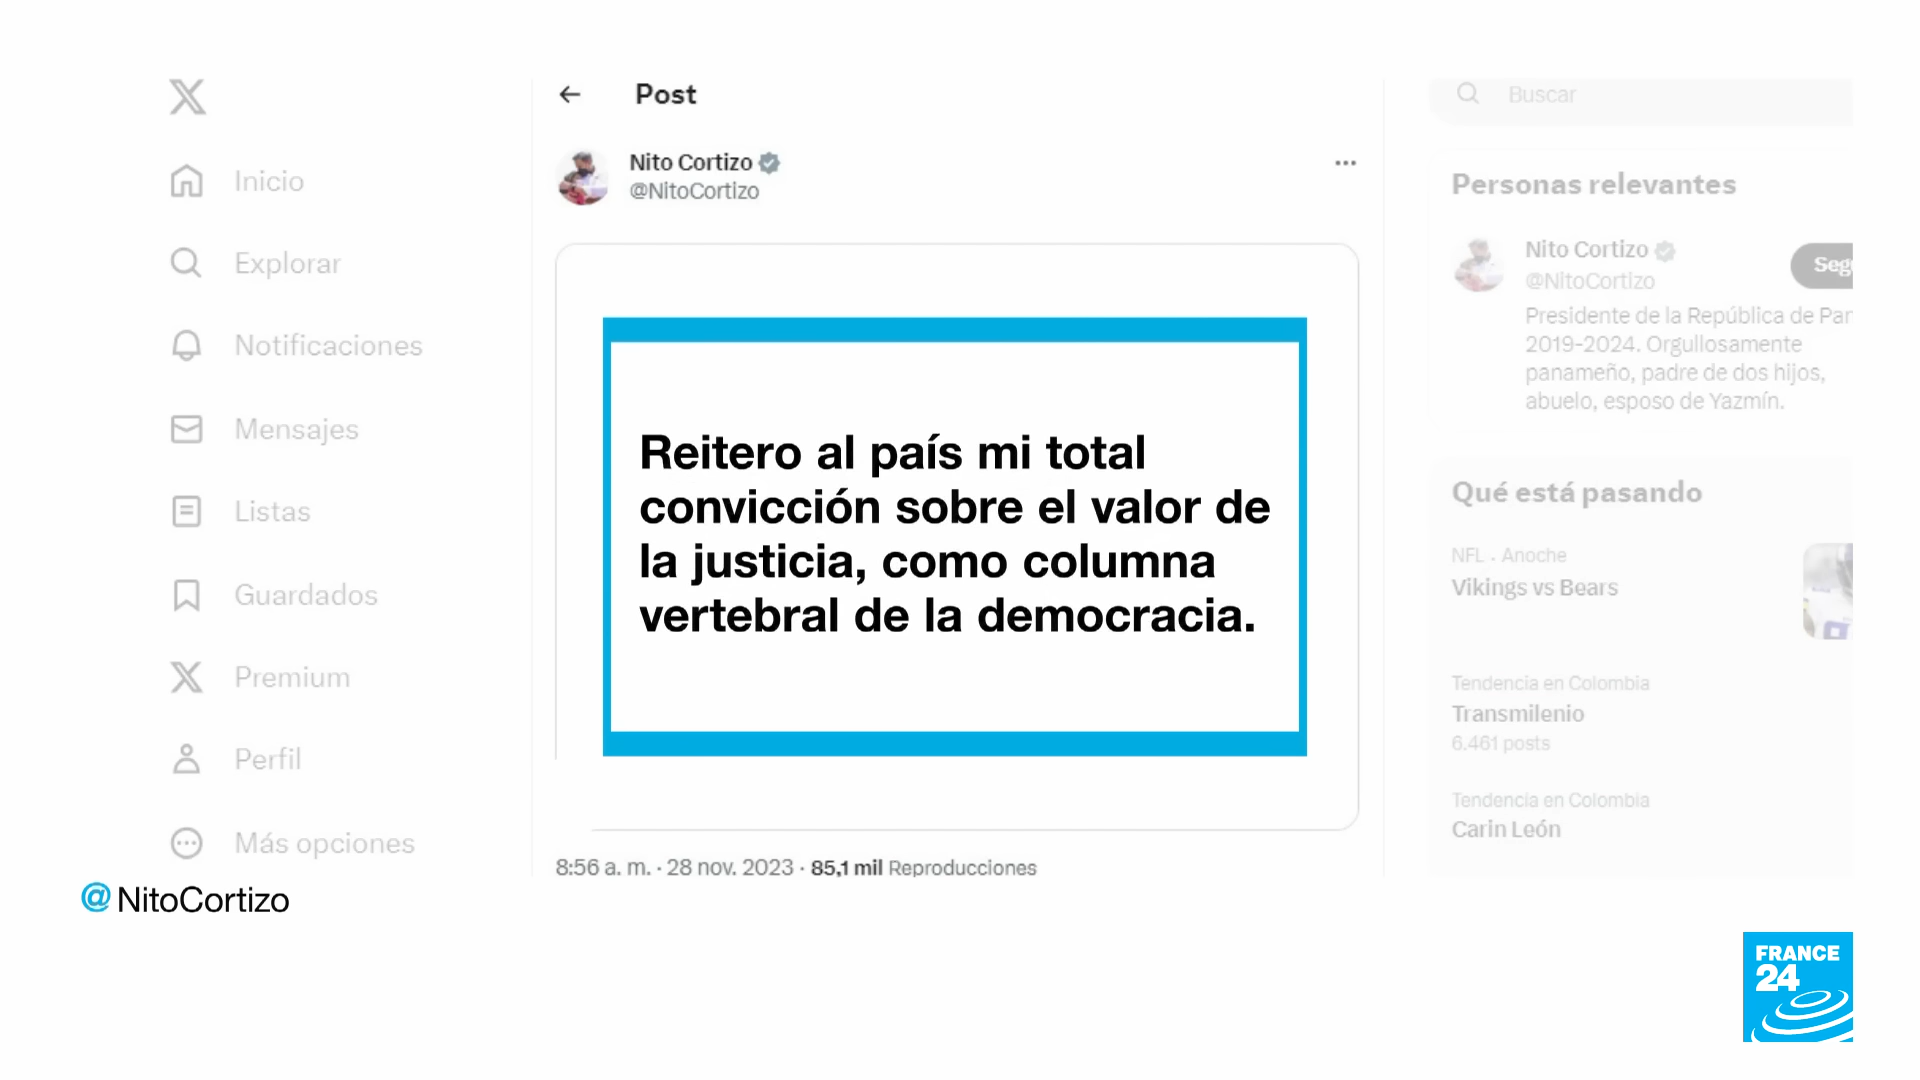 Inicio
Explorar
Notificaciones
Mensajes
Listas
Guardados
Premium
Perfil
Más opciones
@NitoCortizo
Post
Nito Cortizo
@NitoCortizo
Reitero al país mi total
convicción sobre el valor de
la justicia, como columna
vertebral de la democracia.
8:56 a. m. · 28 nov. 2023 · 85,1 mil Reproducciones
Buscar
Personas relevantes
Nito Cortizo
@NitoCortizo
Seg
Presidente de la República de Pan
2019-2024. Orgullosamente
panameño, padre de dos hijos,
abuelo, esposo de Yazmín.
Qué está pasando
NFL · Anoche
Vikings vs Bears
Tendencia en Colombia
Transmilenio
6.461 posts
Tendencia en Colombia
Carin León
FRANCE
24